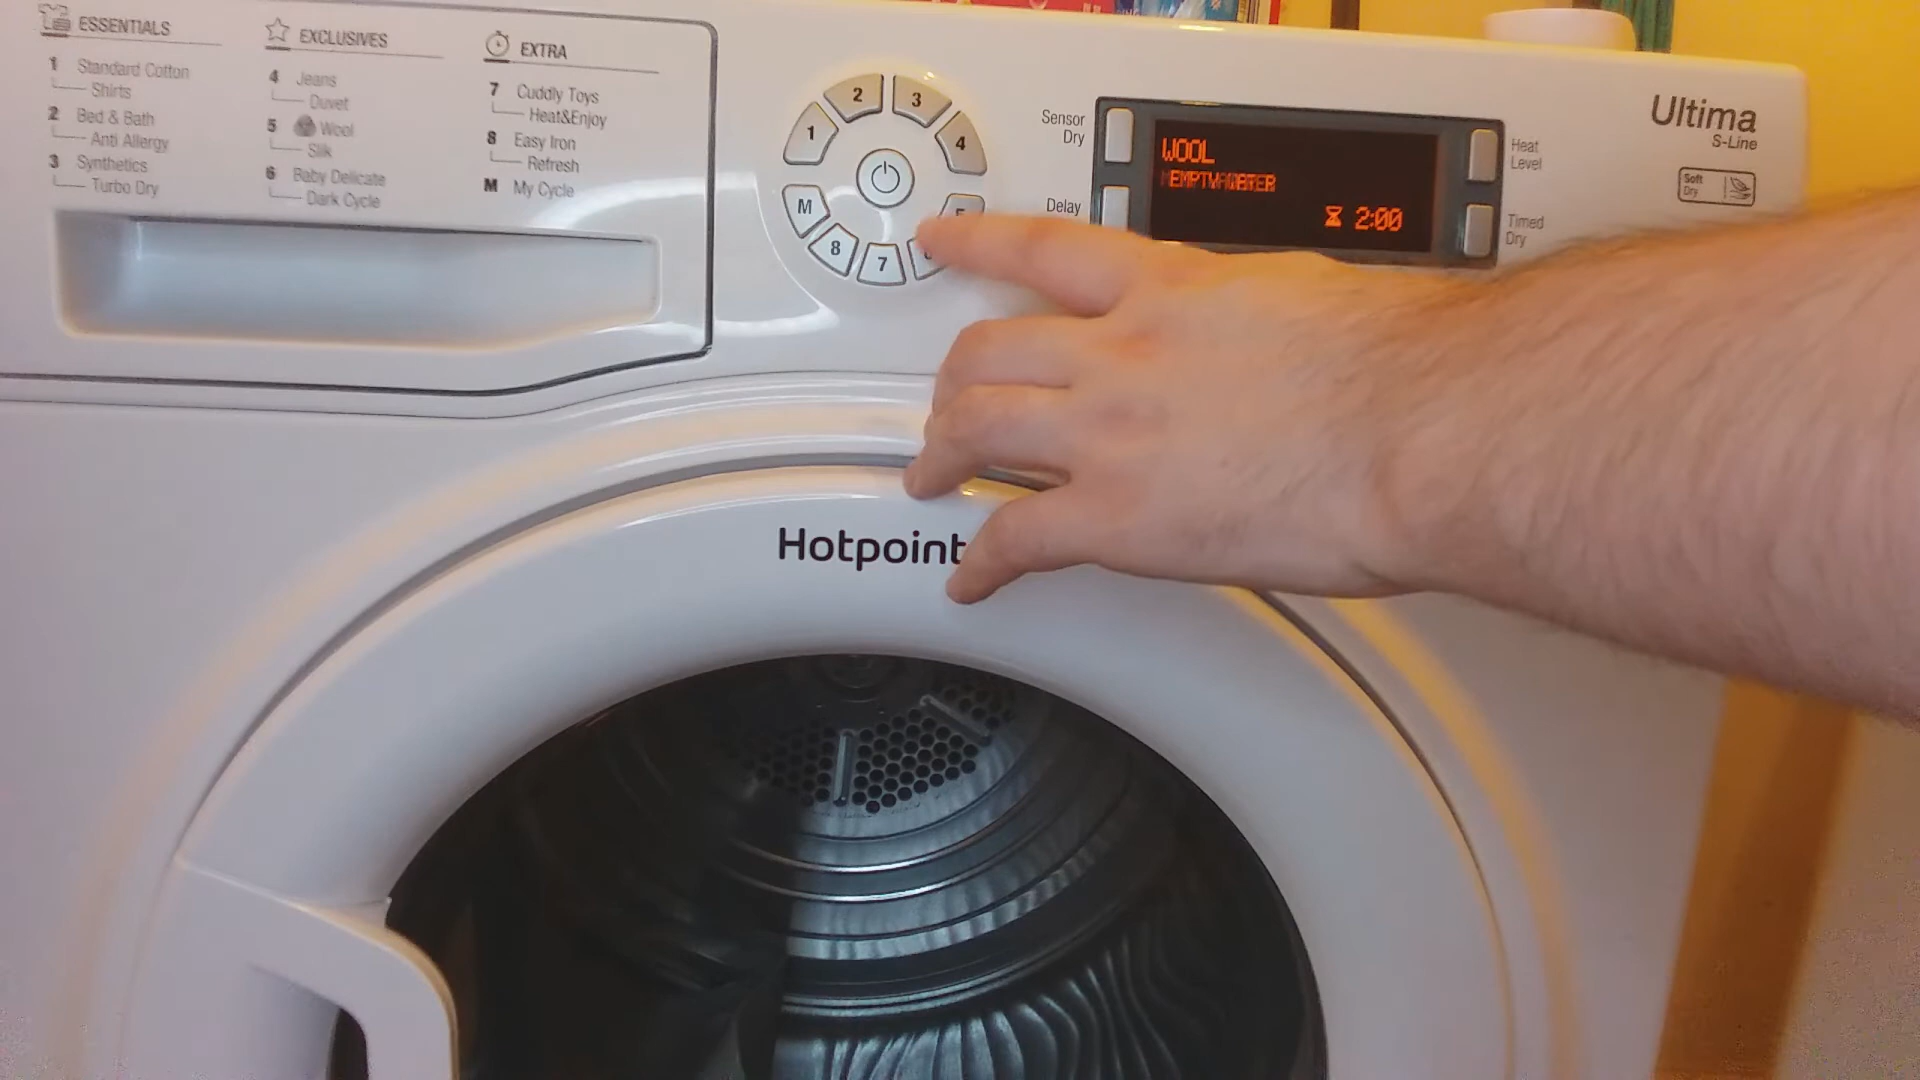 ESSENTIALS
1 Standard Cotton
Shirts
2 Bed & Bath
Anti Allergy
3 Synthetics
Turbo Dry
EXCLUSIVES
4 Jeans
Duvet
5 Wool
Silk
6 Baby Delicate
Dark Cycle
EXTRA
7 Cuddly Toys
Heat&Enjoy
8 Easy Iron
Refresh
M My Cycle
1
2
3
4
M
8
7
Sensor
Dry
Delay
WOOL
2:00
Heat
Level
Timed
Dry
Ultima
S-Line
Soft
Dry
Hotpoint